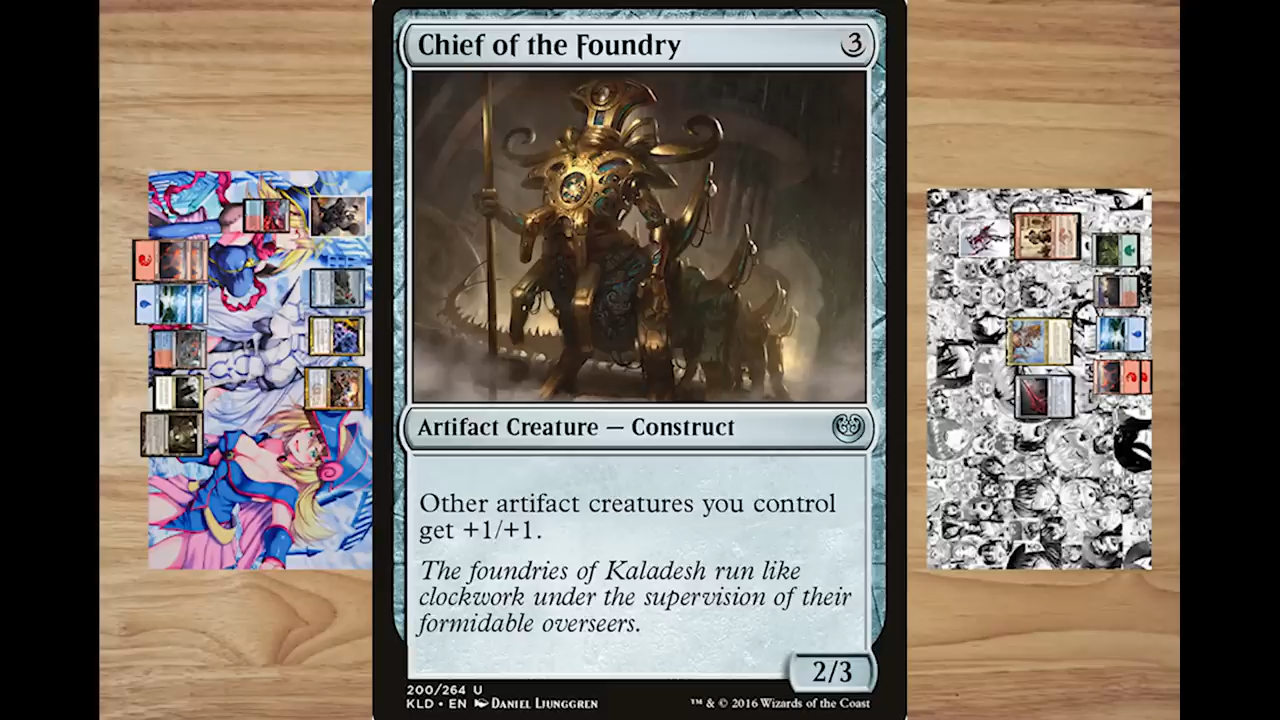 Chief of the Foundry
3
Artifact Creature — Construct
Other artifact creatures you control
get +1/+1.
The foundries of Kaladesh run like
clockwork under the supervision of their
formidable overseers.
2/3
200/264 U
KLD • EN Daniel Ljunggren
™ & © 2016 Wizards of the Coast